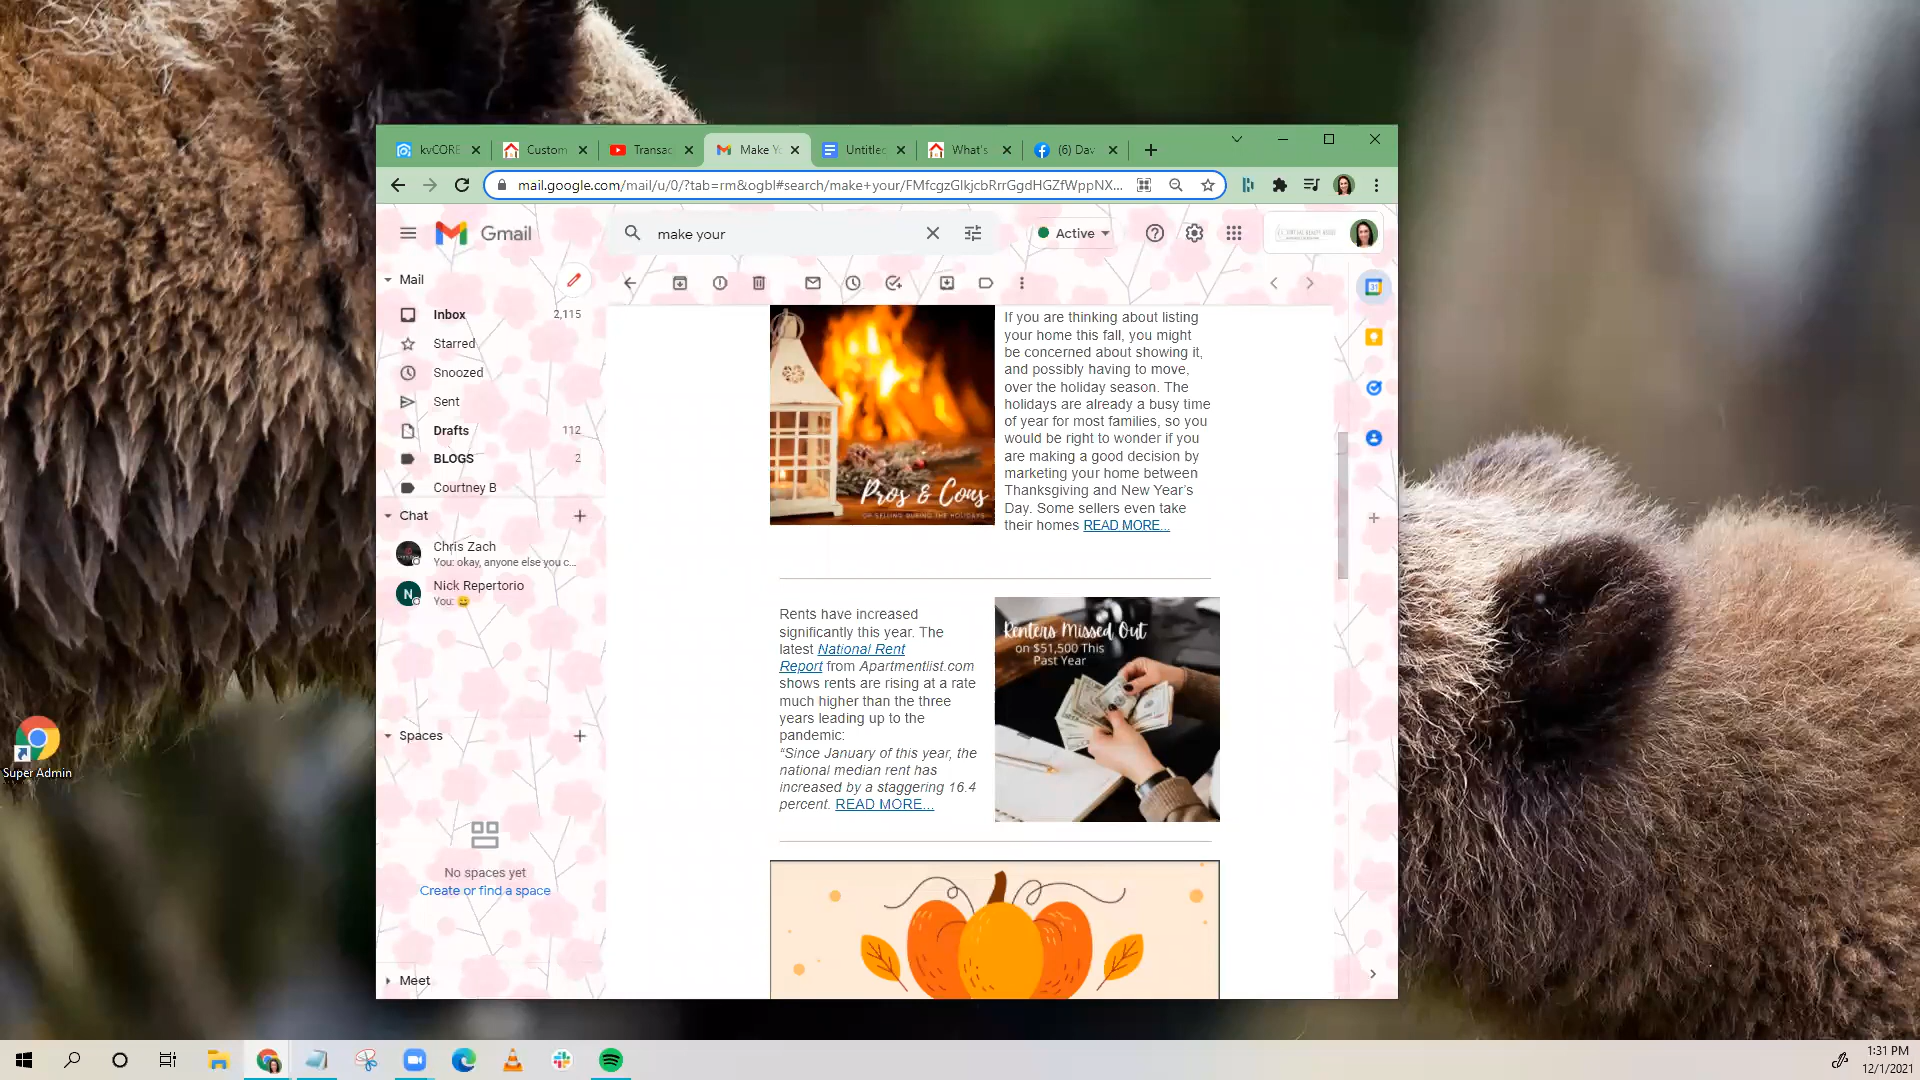 kvCORE
Custom
Transac
Make Yo
Untitled
What's
(6) Dav
mail.google.com/mail/u/0/?tab=rm&ogbl#search/make+your/FMfcgzGlkjcbRrrGgdHGZfWppNX...
Gmail
make your
Active
Mail
Inbox 2,115
Starred
Snoozed
Sent
Drafts 112
BLOGS 2
Courtney B
Chat
Chris Zach
You: okay, anyone else you c...
N
Nick Repertorio
You: 😄
Spaces
No spaces yet
Create or find a space
Meet
Pros & Cons
OF SELLING DURING THE HOLIDAYS
If you are thinking about listing
your home this fall, you might
be concerned about showing it,
and possibly having to move,
over the holiday season. The
holidays are already a busy time
of year for most families, so you
would be right to wonder if you
are making a good decision by
marketing your home between
Thanksgiving and New Year's
Day. Some sellers even take
their homes READ MORE...
Rents have increased
significantly this year. The
latest National Rent
Report from Apartmentlist.com
shows rents are rising at a rate
much higher than the three
years leading up to the
pandemic:
"Since January of this year, the
national median rent has
increased by a staggering 16.4
percent. READ MORE...
Renters Missed Out
on $51,500 This
Past Year
31
Super Admin
1:31 PM
12/1/2021